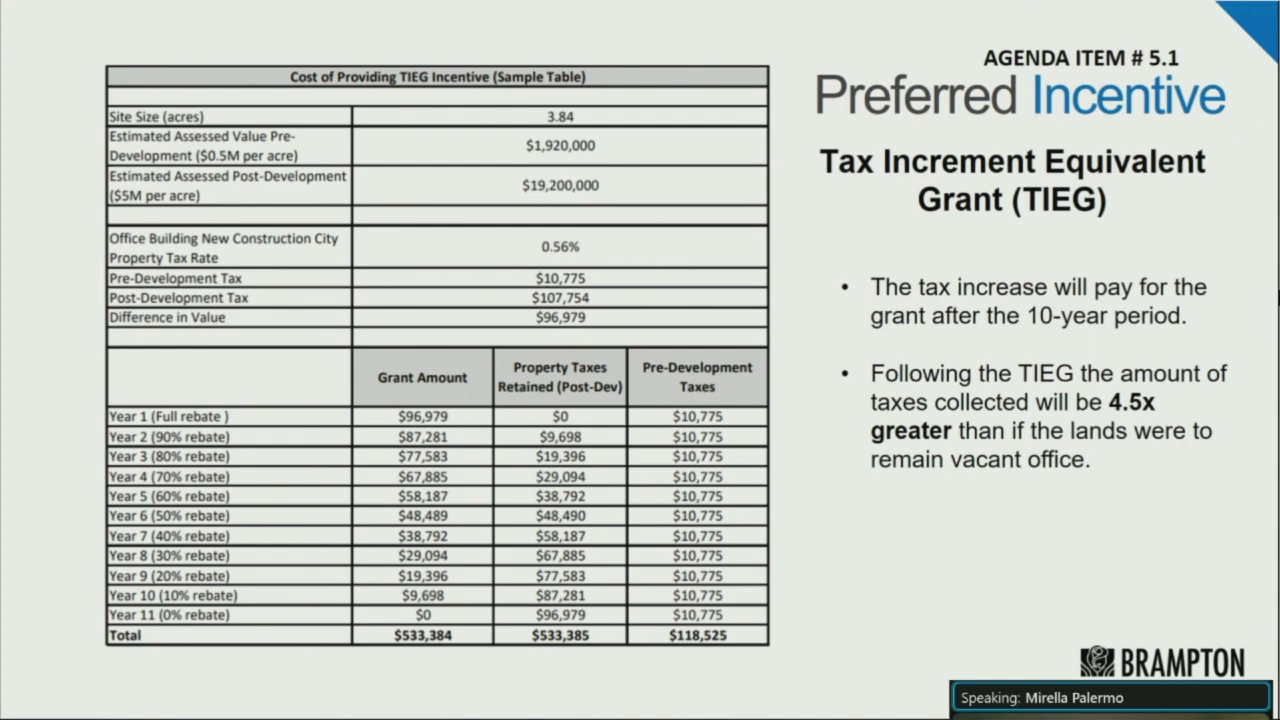 AGENDA ITEM # 5.1
Preferred Incentive
Tax Increment Equivalent
Grant (TIEG)
• The tax increase will pay for the
grant after the 10-year period.
• Following the TIEG the amount of
taxes collected will be 4.5x
greater than if the lands were to
remain vacant office.
Cost of Providing TIEG Incentive (Sample Table)
Site Size (acres) 3.84
Estimated Assessed Value Pre-
Development ($0.5M per acre) $1,920,000
Estimated Assessed Post-Development
($5M per acre) $19,200,000
Office Building New Construction City
Property Tax Rate 0.56%
Pre-Development Tax $10,775
Post-Development Tax $107,754
Difference in Value $96,979
Grant Amount Property Taxes Retained (Post-Dev) Pre-Development Taxes
Year 1 (Full rebate ) $96,979 $0 $10,775
Year 2 (90% rebate) $87,281 $9,698 $10,775
Year 3 (80% rebate) $77,583 $19,396 $10,775
Year 4 (70% rebate) $67,885 $29,094 $10,775
Year 5 (60% rebate) $58,187 $38,792 $10,775
Year 6 (50% rebate) $48,489 $48,490 $10,775
Year 7 (40% rebate) $38,792 $58,187 $10,775
Year 8 (30% rebate) $29,094 $67,885 $10,775
Year 9 (20% rebate) $19,396 $77,583 $10,775
Year 10 (10% rebate) $9,698 $87,281 $10,775
Year 11 (0% rebate) $0 $96,979 $10,775
Total $533,384 $533,385 $118,525
BRAMPTON
Speaking: Mirella Palermo